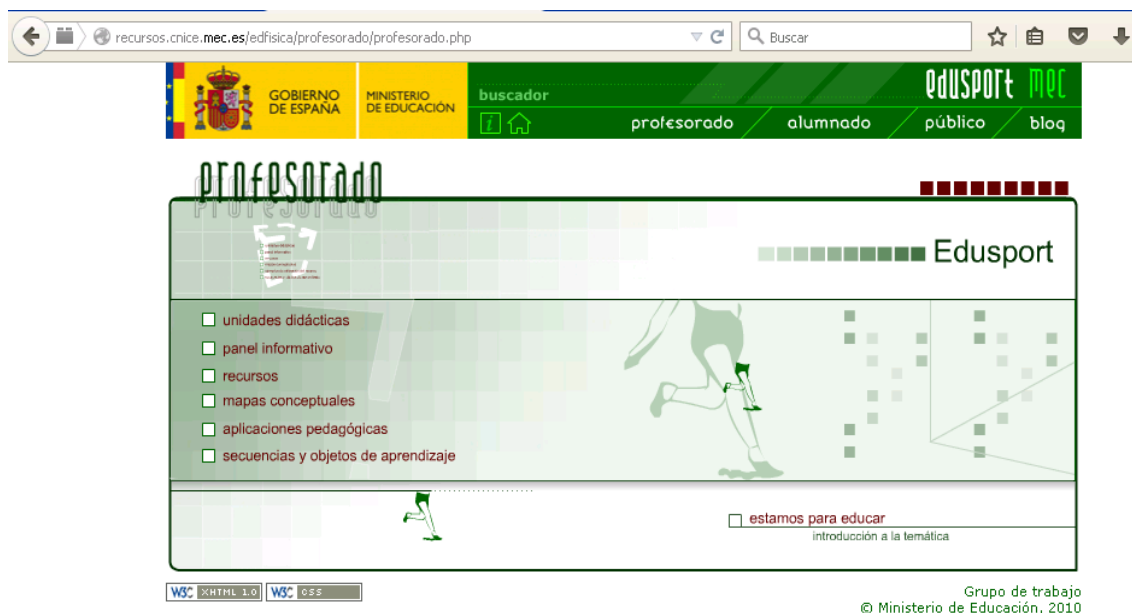 recursos.cnice.mec.es/edfisica/profesorado/profesorado.php
Buscar
GOBIERNO
DE ESPAÑA
MINISTERIO
DE EDUCACIÓN
buscador
edusport mec
profesorado
alumnado
público
blog
profesorado
Edusport
unidades didácticas
panel informativo
recursos
mapas conceptuales
aplicaciones pedagógicas
secuencias y objetos de aprendizaje
estamos para educar
introducción a la temática
W3C XHTML 1.0
W3C CSS
Grupo de trabajo
© Ministerio de Educación. 2010